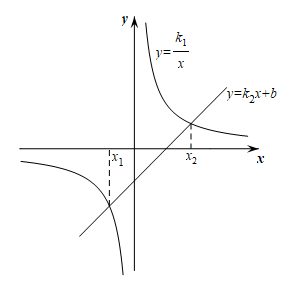 y
y=k₁/x
y=k₂x+b
x₁
x₂
x